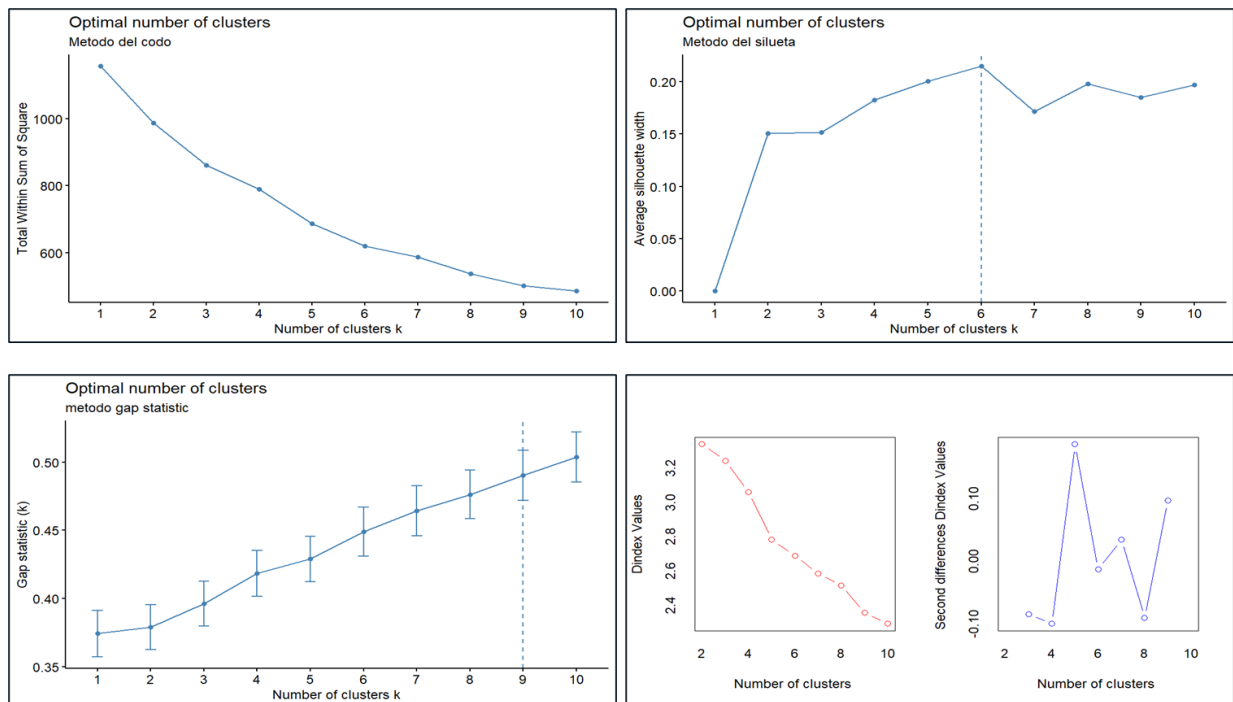 Optimal number of clusters
Metodo del codo
Total Within Sum of Square
1000
800
600
1 2 3 4 5 6 7 8 9 10
Number of clusters k
Optimal number of clusters
Metodo del silueta
Average silhouette width
0.20
0.15
0.10
0.05
0.00
1 2 3 4 5 6 7 8 9 10
Number of clusters k
Optimal number of clusters
metodo gap statistic
Gap statistic (k)
0.50
0.45
0.40
0.35
1 2 3 4 5 6 7 8 9 10
Number of clusters k
Dindex Values
3.2
3.0
2.8
2.6
2.4
2 4 6 8 10
Number of clusters
Second differences Dindex Values
0.10
0.00
-0.10
2 4 6 8 10
Number of clusters